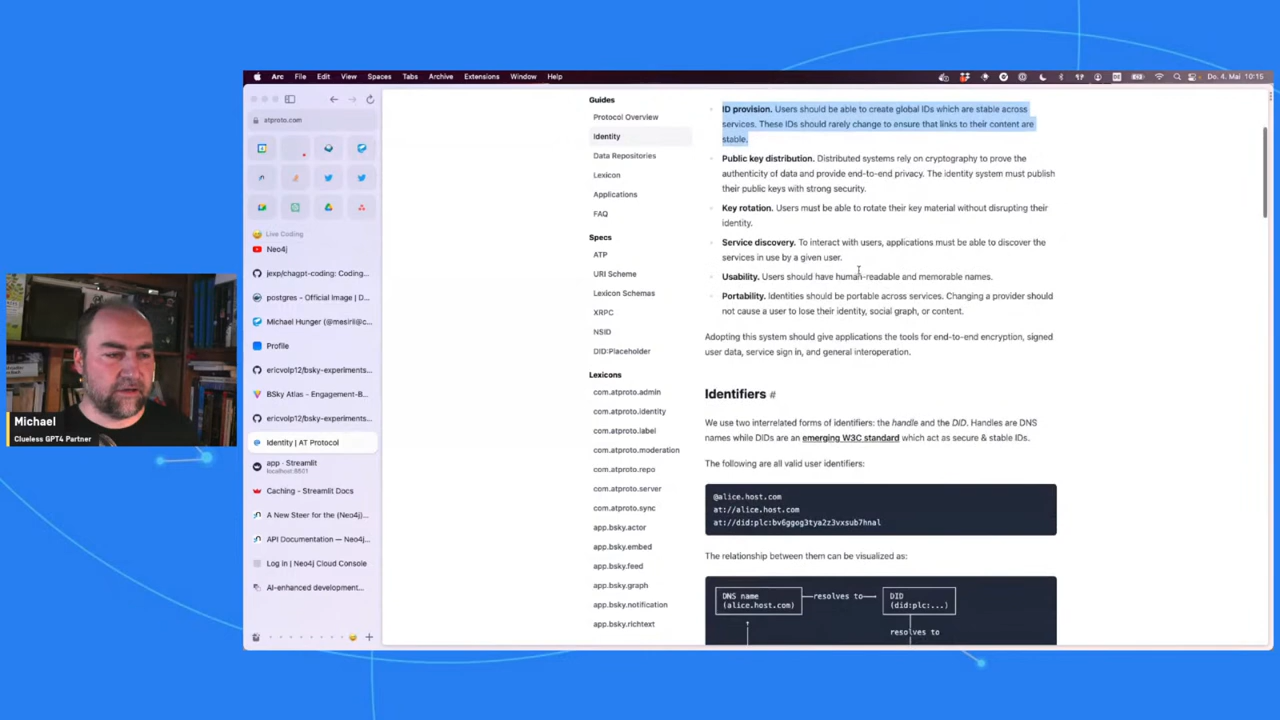 Arc File Edit View Spaces Tabs Archive Extensions Window Help
Do. 4. Mai 10:15
atproto.com
Live Coding
Neo4j
jexp/chagpt-coding: Coding...
postgres - Official Image | D...
Michael Hunger (@mesirii@c...
Profile
ericvolp12/bsky-experiments...
BSky Atlas - Engagement-B...
ericvolp12/bsky-experiments...
Identity | AT Protocol
app · Streamlit
localhost:8501
Caching - Streamlit Docs
A New Steer for the (Neo4j)...
API Documentation — Neo4j...
Log in | Neo4j Cloud Console
AI-enhanced development...
Guides
Protocol Overview
Identity
Data Repositories
Lexicon
Applications
FAQ
Specs
ATP
URI Scheme
Lexicon Schemas
XRPC
NSID
DID:Placeholder
Lexicons
com.atproto.admin
com.atproto.identity
com.atproto.label
com.atproto.moderation
com.atproto.repo
com.atproto.server
com.atproto.sync
app.bsky.actor
app.bsky.embed
app.bsky.feed
app.bsky.graph
app.bsky.notification
app.bsky.richtext
ID provision. Users should be able to create global IDs which are stable across
services. These IDs should rarely change to ensure that links to their content are
stable.
Public key distribution. Distributed systems rely on cryptography to prove the
authenticity of data and provide end-to-end privacy. The identity system must publish
their public keys with strong security.
Key rotation. Users must be able to rotate their key material without disrupting their
identity.
Service discovery. To interact with users, applications must be able to discover the
services in use by a given user.
Usability. Users should have human-readable and memorable names.
Portability. Identities should be portable across services. Changing a provider should
not cause a user to lose their identity, social graph, or content.
Adopting this system should give applications the tools for end-to-end encryption, signed
user data, service sign in, and general interoperation.
Identifiers #
We use two interrelated forms of identifiers: the handle and the DID. Handles are DNS
names while DIDs are an emerging W3C standard which act as secure & stable IDs.
The following are all valid user identifiers:
@alice.host.com
at://alice.host.com
at://did:plc:bv6ggog3tya2z3vxsub7hnal
The relationship between them can be visualized as:
DNS name resolves to DID
(alice.host.com) (did:plc:...)
resolves to
Michael
Clueless GPT4 Partner